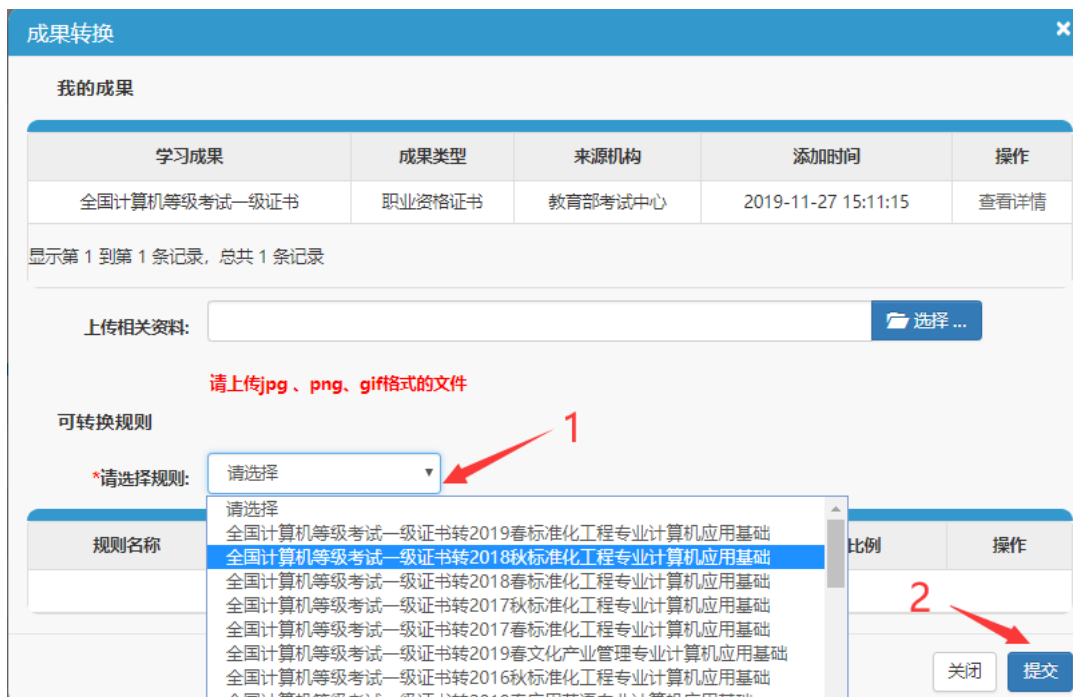 成果转换
我的成果
学习成果 成果类型 来源机构 添加时间 操作
全国计算机等级考试一级证书 职业资格证书 教育部考试中心 2019-11-27 15:11:15 查看详情
显示第 1 到第 1 条记录，总共 1 条记录
上传相关资料: 选择 ...
请上传jpg 、png、gif格式的文件
可转换规则
1
*请选择规则: 请选择
请选择
全国计算机等级考试一级证书转2019春标准化工程专业计算机应用基础
规则名称 比例 操作
全国计算机等级考试一级证书转2018秋标准化工程专业计算机应用基础
全国计算机等级考试一级证书转2018春标准化工程专业计算机应用基础
全国计算机等级考试一级证书转2017秋标准化工程专业计算机应用基础
2
全国计算机等级考试一级证书转2017春标准化工程专业计算机应用基础
全国计算机等级考试一级证书转2019春文化产业管理专业计算机应用基础
全国计算机等级考试一级证书转2016秋标准化工程专业计算机应用基础
关闭 提交